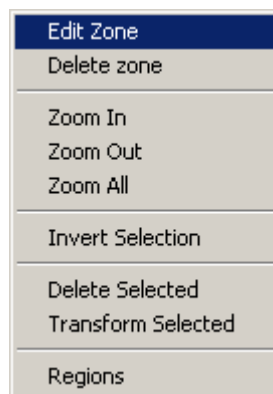 Edit Zone
Delete zone
Zoom In
Zoom Out
Zoom All
Invert Selection
Delete Selected
Transform Selected
Regions